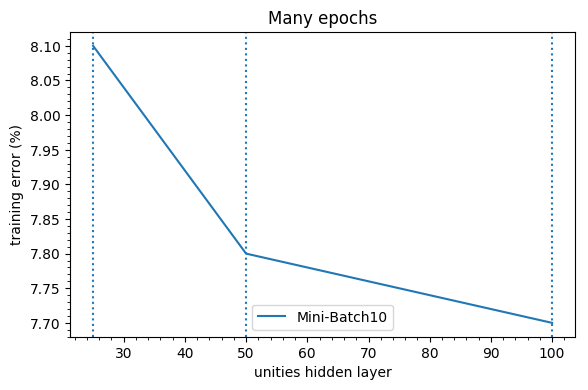 Many epochs
training error (%)
8.10
8.05
8.00
7.95
7.90
7.85
7.80
7.75
7.70
Mini-Batch10
30 40 50 60 70 80 90 100
unities hidden layer